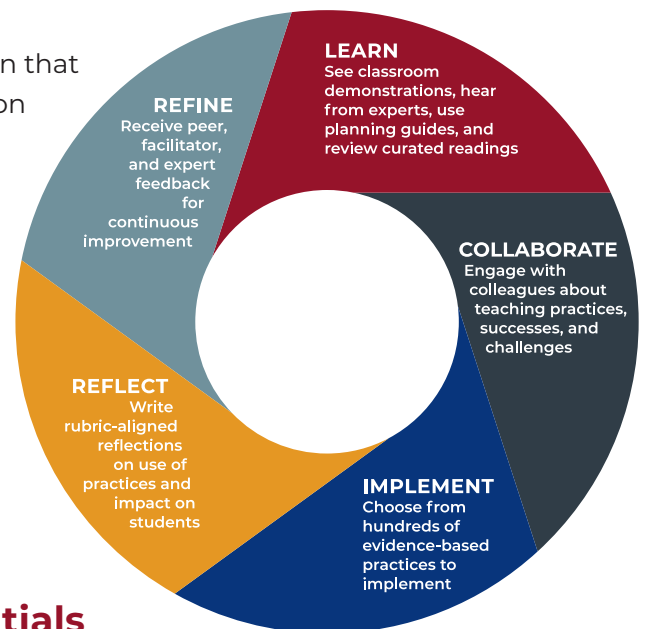 n that
on
LEARN
See classroom
demonstrations, hear
from experts, use
planning guides, and
review curated readings
COLLABORATE
Engage with
colleagues about
teaching practices,
successes, and
challenges
IMPLEMENT
Choose from
hundreds of
evidence-based
practices to
implement
REFLECT
Write
rubric-aligned
reflections
on use of
practices and
impact on
students
REFINE
Receive peer,
facilitator,
and expert
feedback
for
continuous
improvement
tials